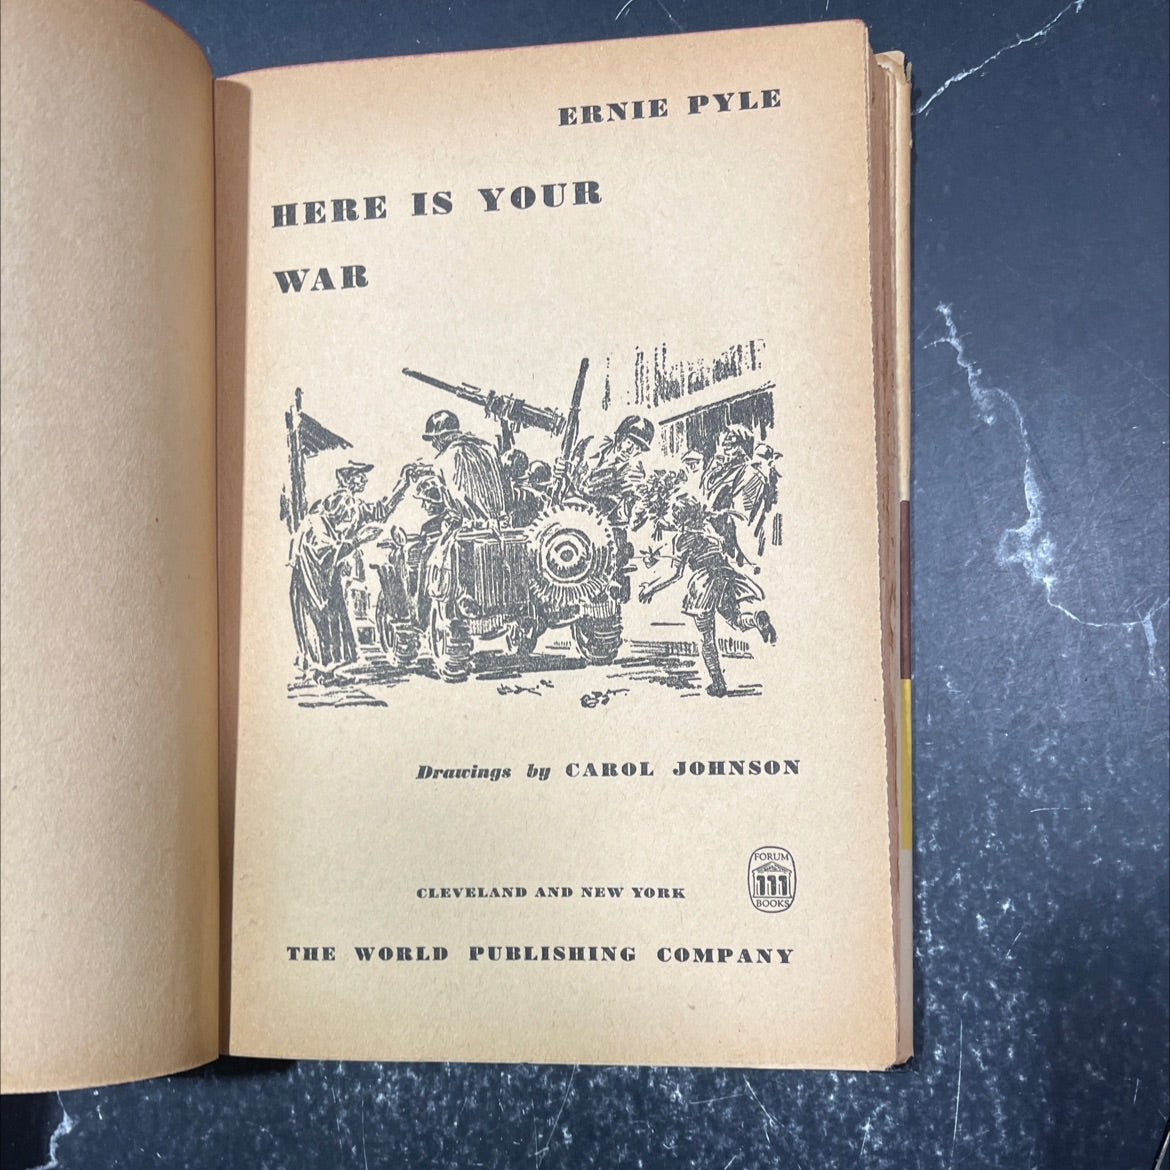 ERNIE PYLE
HERE IS YOUR
WAR
Drawings by CAROL JOHNSON
FORUM
BOOKS
CLEVELAND AND NEW YORK
THE WORLD PUBLISHING COMPANY